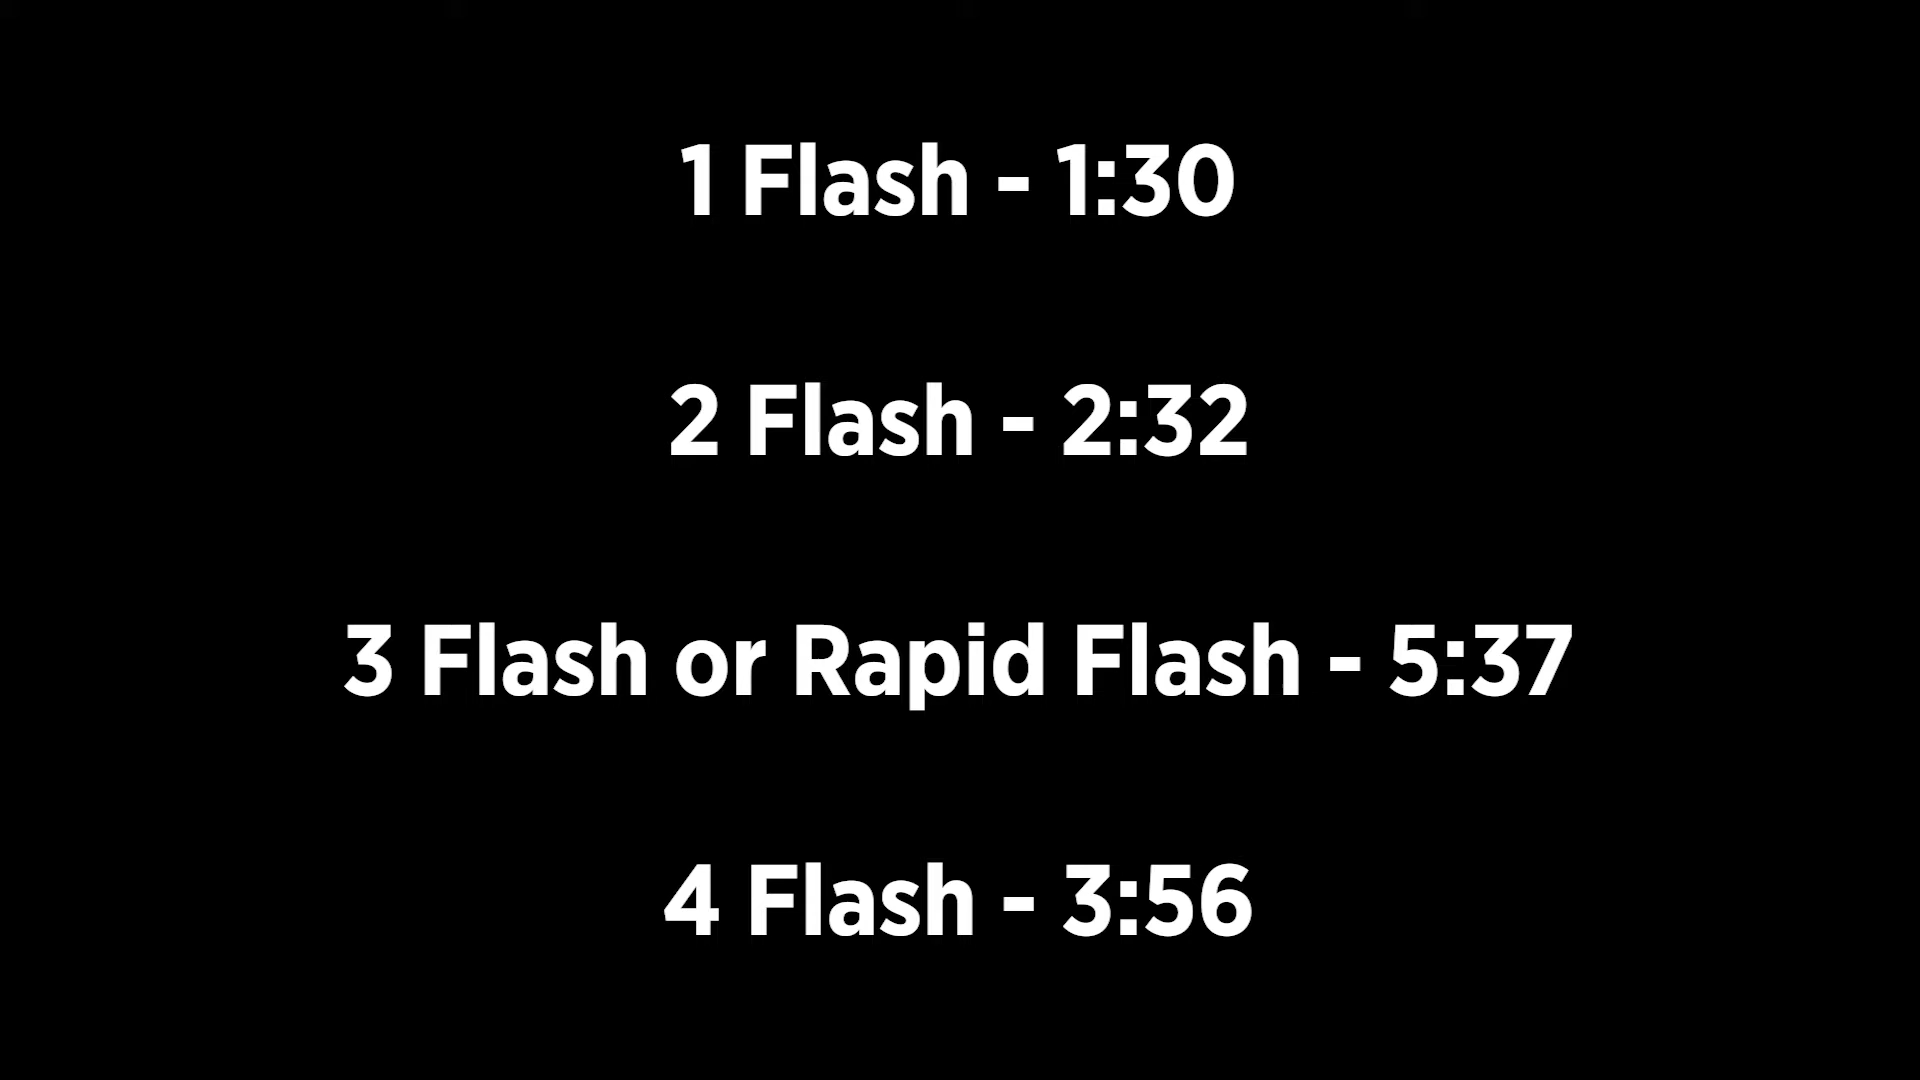 1 Flash - 1:30
2 Flash - 2:32
3 Flash or Rapid Flash - 5:37
4 Flash - 3:56